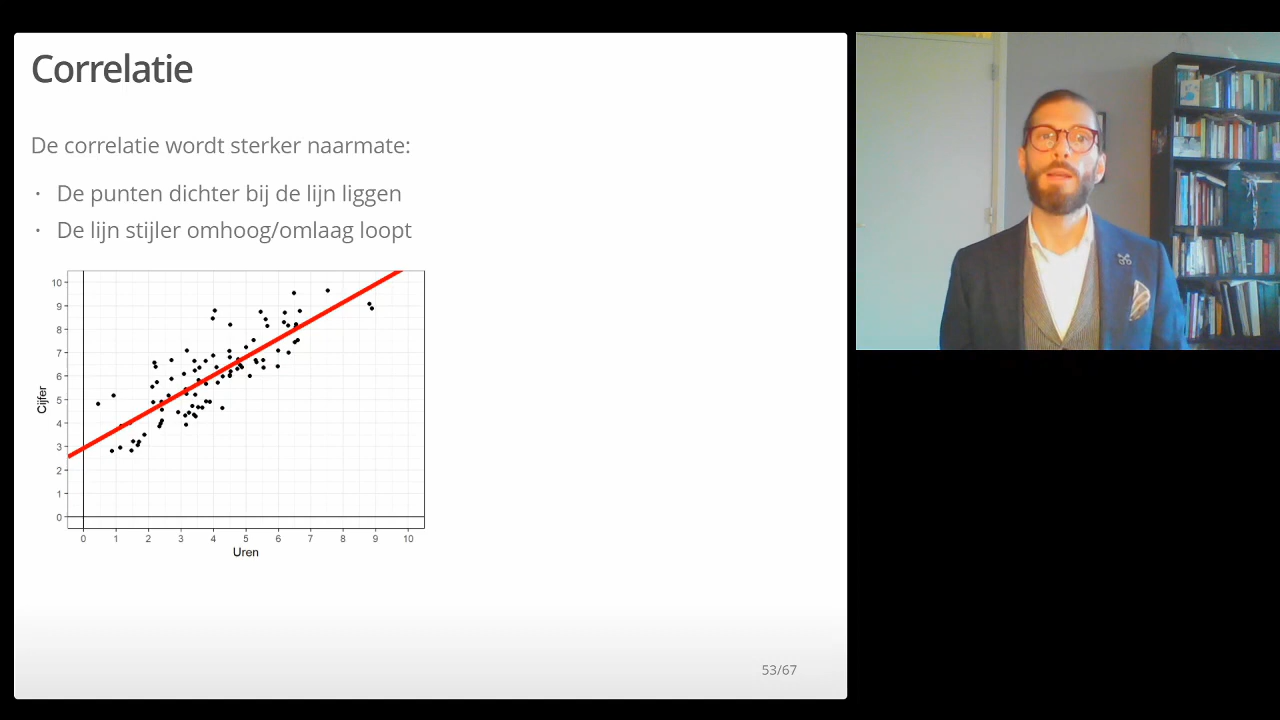 Correlatie
De correlatie wordt sterker naarmate:
· De punten dichter bij de lijn liggen
· De lijn stijler omhoog/omlaag loopt
10
9
8
7
6
5
4
3
2
1
0
Cijfer
0 1 2 3 4 5 6 7 8 9 10
Uren
53/67